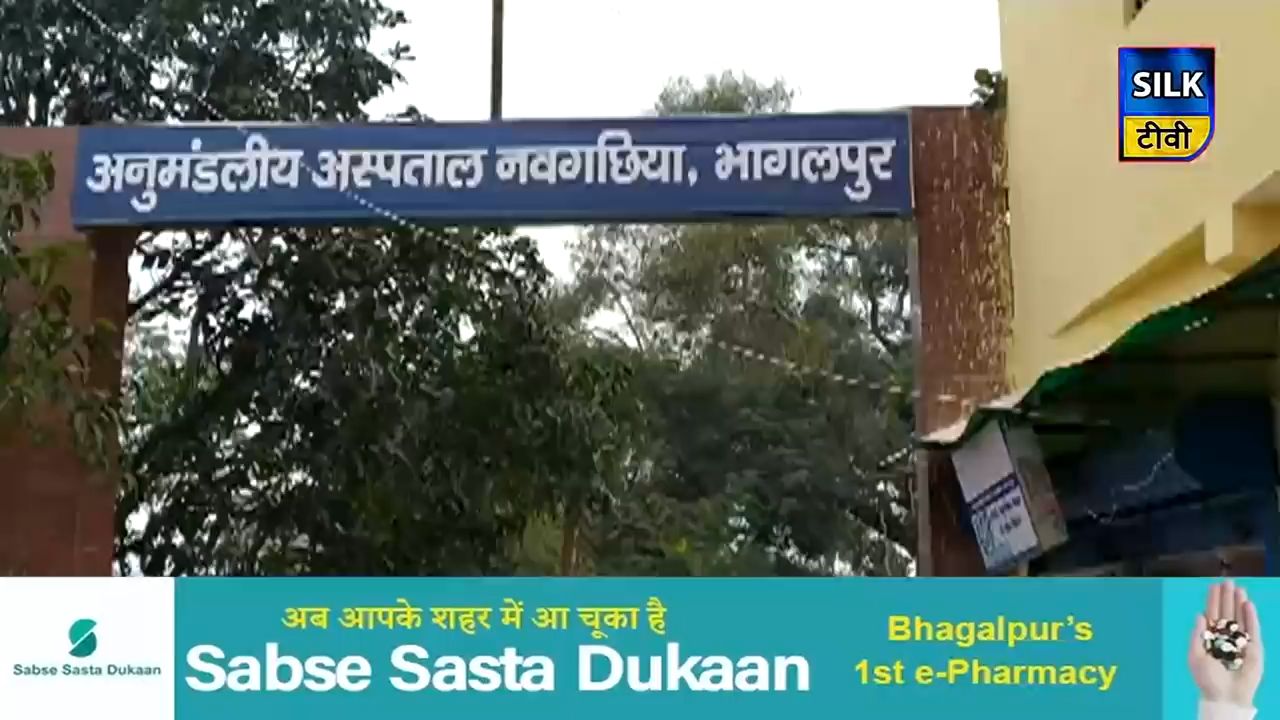 SILK
टीवी
अनुमंडलीय अस्पताल नवगछिया, भागलपुर
अब आपके शहर में आ चूका है
Sabse Sasta Dukaan
Sabse Sasta Dukaan
Bhagalpur's
1st e-Pharmacy